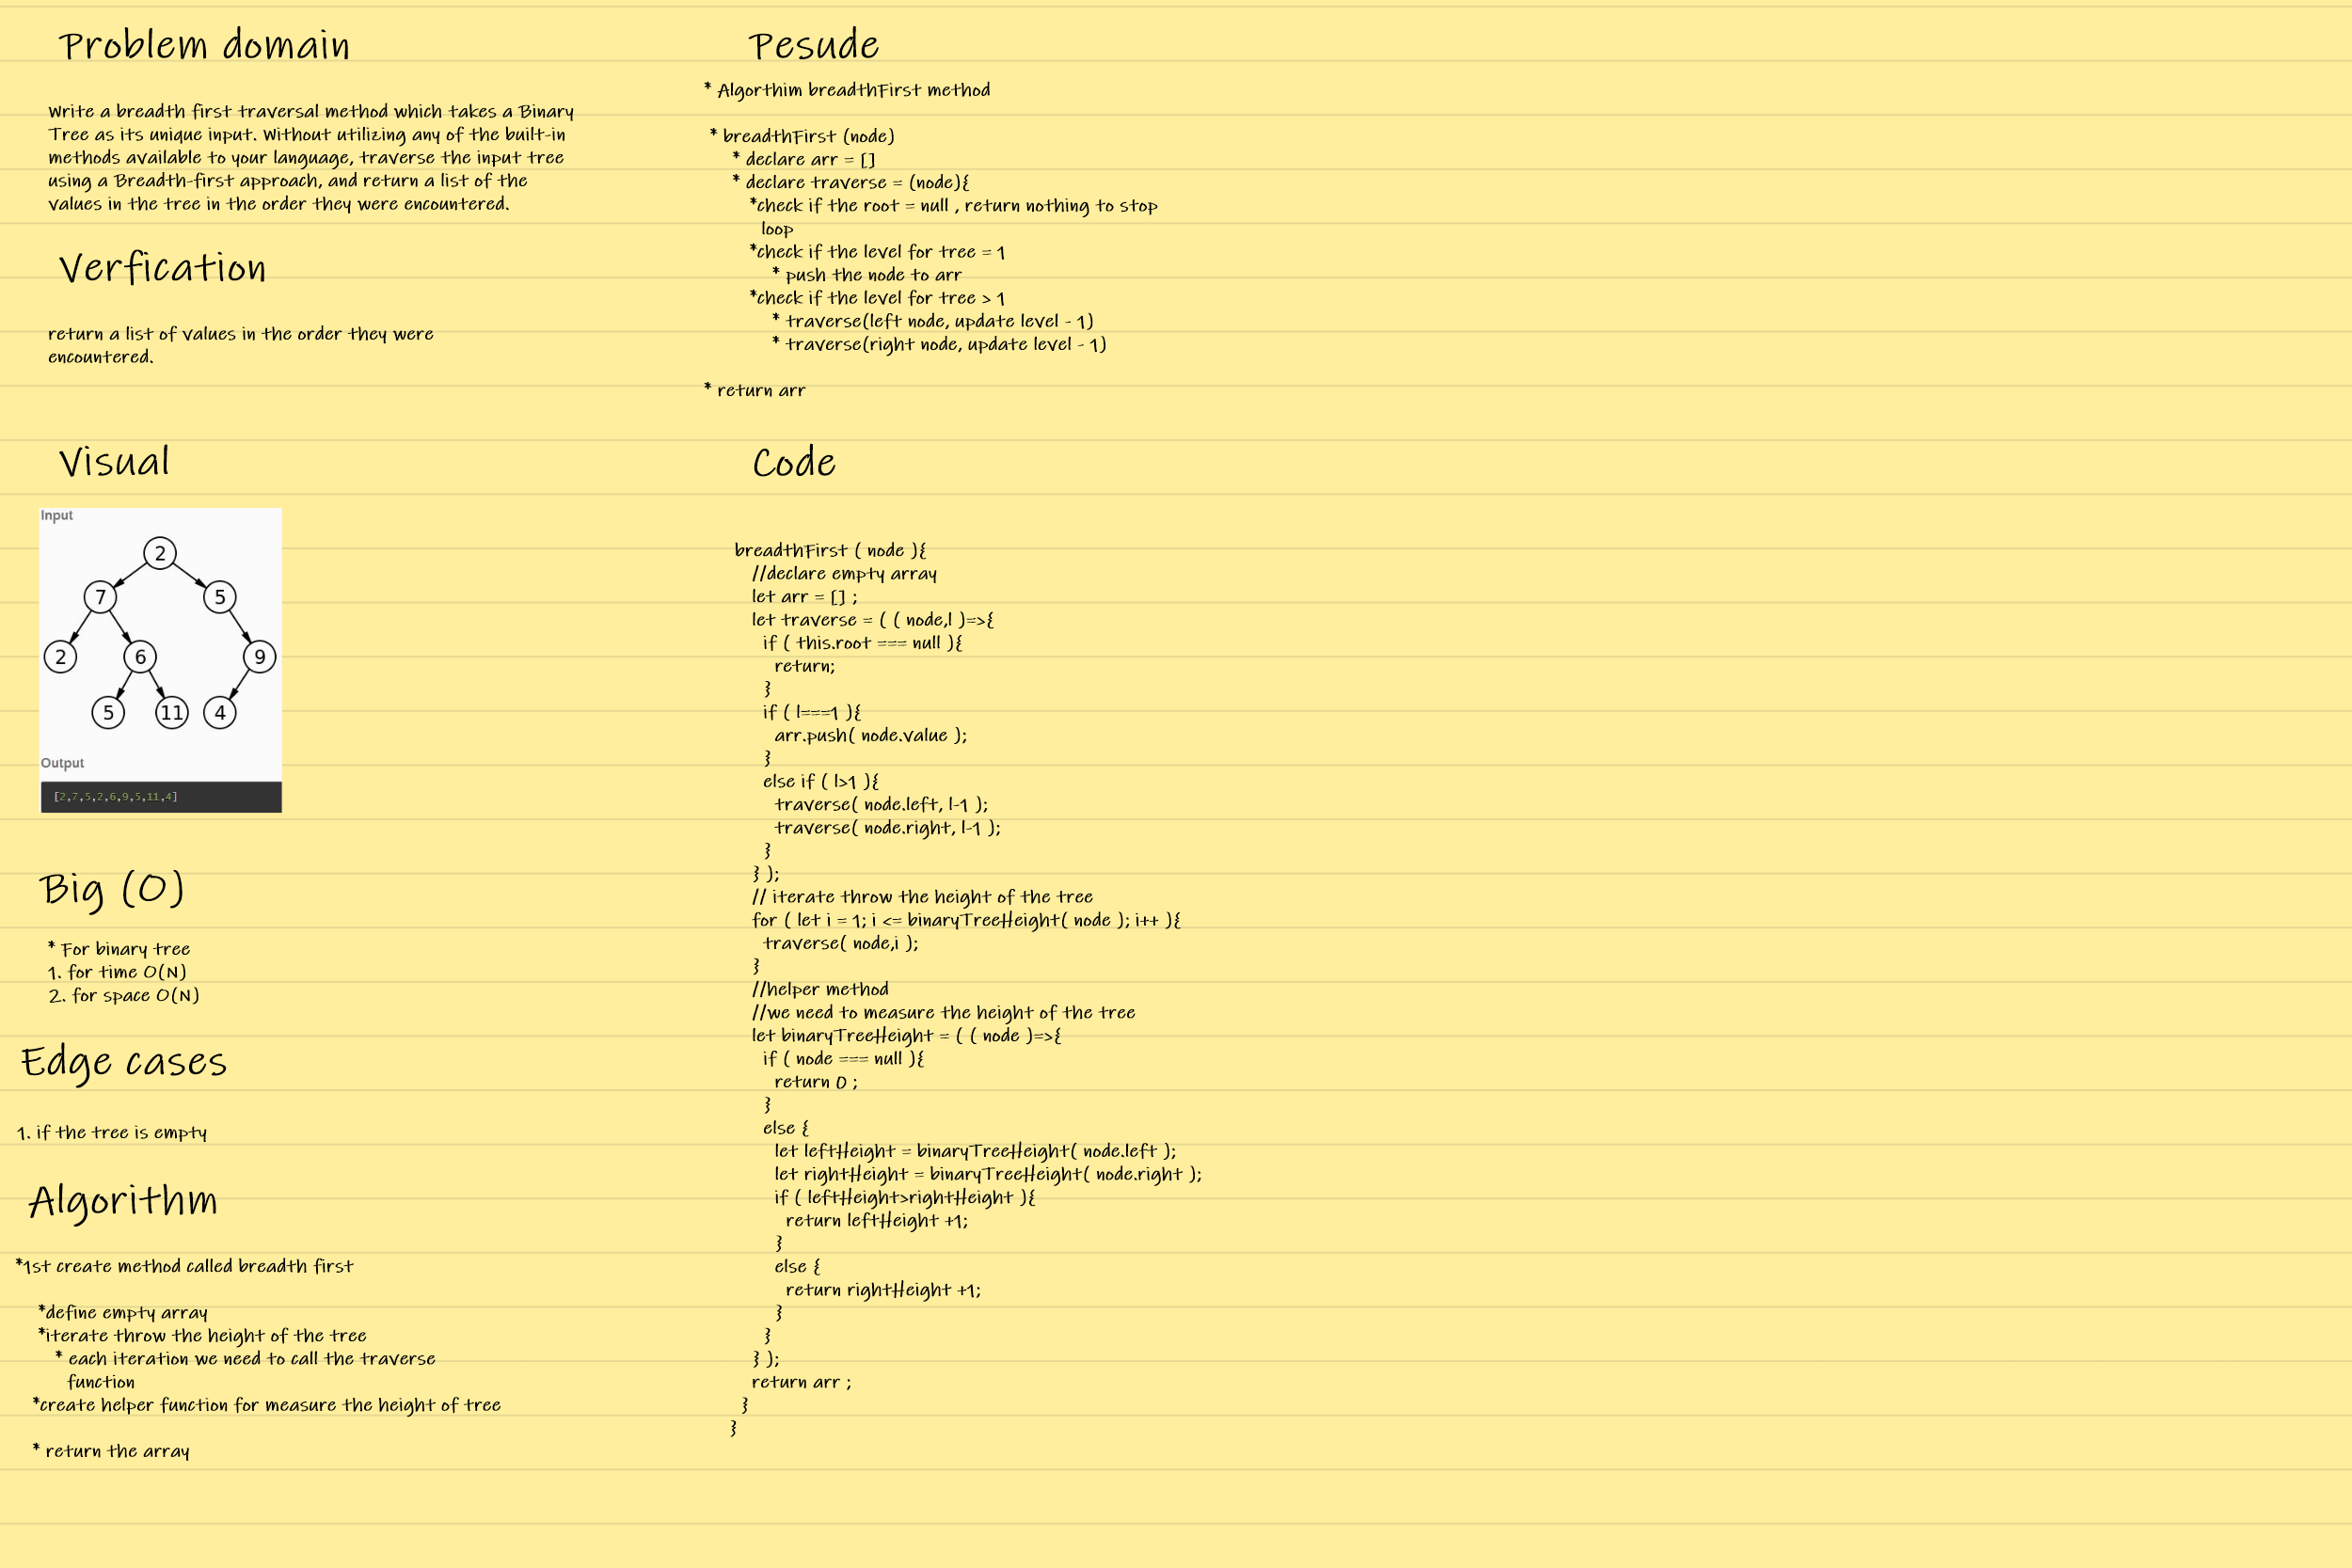 Problem domain
Write a breadth first traversal method which takes a Binary
Tree as its unique input. Without utilizing any of the built-in
methods available to your language, traverse the input tree
using a Breadth-first approach, and return a list of the
values in the tree in the order they were encountered.
Verfication
return a list of values in the order they were
encountered.
Visual
Input
2
7 5
2 6 9
5 11 4
Output
[2,7,5,2,6,9,5,11,4]
Big (O)
* For binary tree
1. for time O(N)
2. for space O(N)
Edge cases
1. if the tree is empty
Algorithm
*1st create method called breadth first
*define empty array
*iterate throw the height of the tree
* each iteration we need to call the traverse
function
*create helper function for measure the height of tree
* return the array
Pesude
* Algorthim breadthFirst method
* breadthFirst (node)
* declare arr = []
* declare traverse = (node){
*check if the root = null , return nothing to stop
loop
*check if the level for tree = 1
* push the node to arr
*check if the level for tree > 1
* traverse(left node, update level - 1)
* traverse(right node, update level - 1)
* return arr
Code
breadthFirst ( node ){
//declare empty array
let arr = [] ;
let traverse = ( ( node,l )=>{
if ( this.root === null ){
return;
}
if ( l===1 ){
arr.push( node.value );
}
else if ( l>1 ){
traverse( node.left, l-1 );
traverse( node.right, l-1 );
}
} );
// iterate throw the height of the tree
for ( let i = 1; i <= binaryTreeHeight( node ); i++ ){
traverse( node,i );
}
//helper method
//we need to measure the height of the tree
let binaryTreeHeight = ( ( node )=>{
if ( node === null ){
return 0 ;
}
else {
let leftHeight = binaryTreeHeight( node.left );
let rightHeight = binaryTreeHeight( node.right );
if ( leftHeight>rightHeight ){
return leftHeight +1;
}
else {
return rightHeight +1;
}
}
} );
return arr ;
}
}